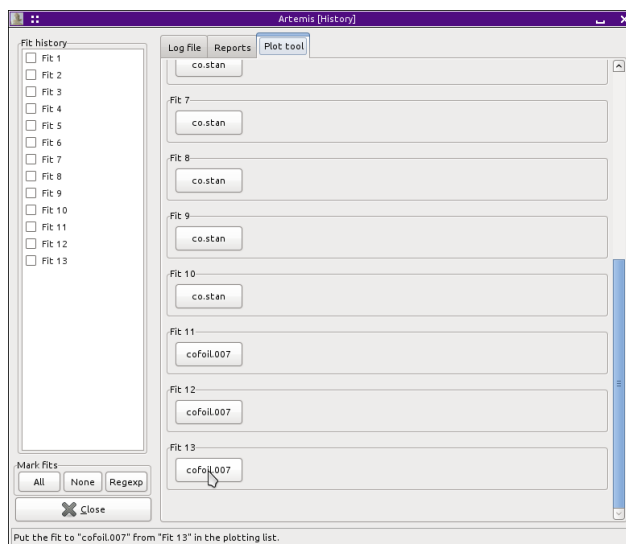 Artemis [History]
Fit history
Fit 1
Fit 2
Fit 3
Fit 4
Fit 5
Fit 6
Fit 7
Fit 8
Fit 9
Fit 10
Fit 11
Fit 12
Fit 13
Mark fits
All None Regexp
Close
Log file Reports Plot tool
co.stan
Fit 7
co.stan
Fit 8
co.stan
Fit 9
co.stan
Fit 10
co.stan
Fit 11
cofoil.007
Fit 12
cofoil.007
Fit 13
cofoil.007
Put the fit to "cofoil.007" from "Fit 13" in the plotting list.